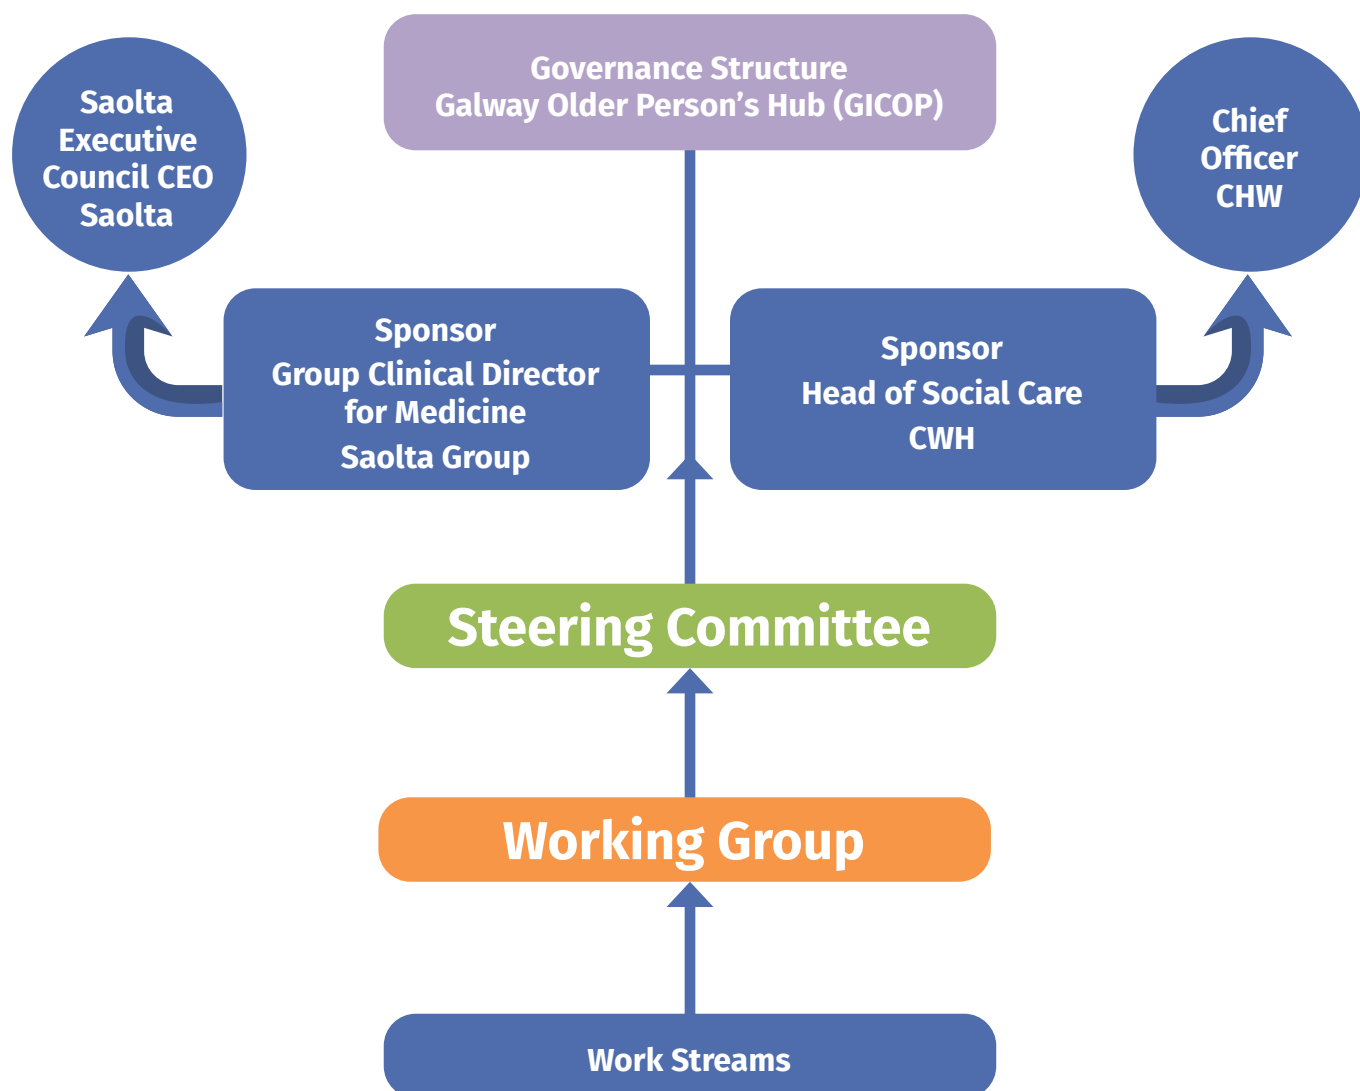 Governance Structure
Galway Older Person’s Hub (GICOP)
Saolta
Executive
Council CEO
Saolta
Chief
Officer
CHW
Sponsor
Group Clinical Director
for Medicine
Saolta Group
Sponsor
Head of Social Care
CWH
Steering Committee
Working Group
Work Streams